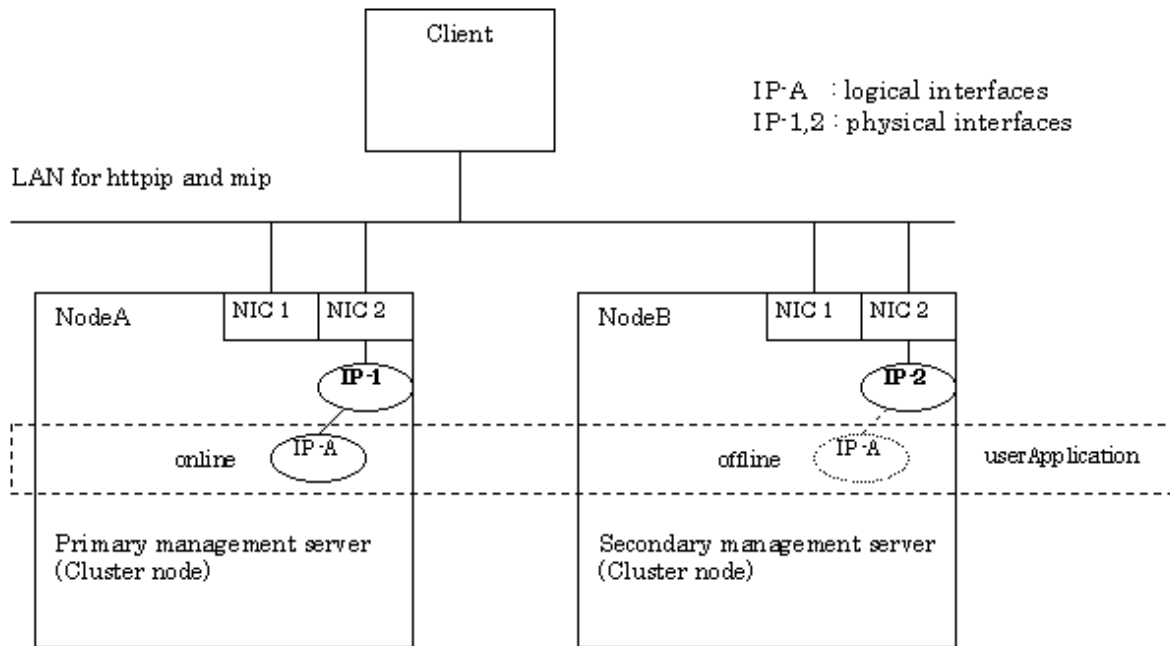 Client
IP-A : logical interfaces
IP-1,2 : physical interfaces
LAN for httpip and mip
NodeA
NIC 1
NIC 2
NodeB
NIC 1
NIC 2
IP-1
IP-2
online
IP-A
offline
IP-A
userApplication
Primary management server
(Cluster node)
Secondary management server
(Cluster node)